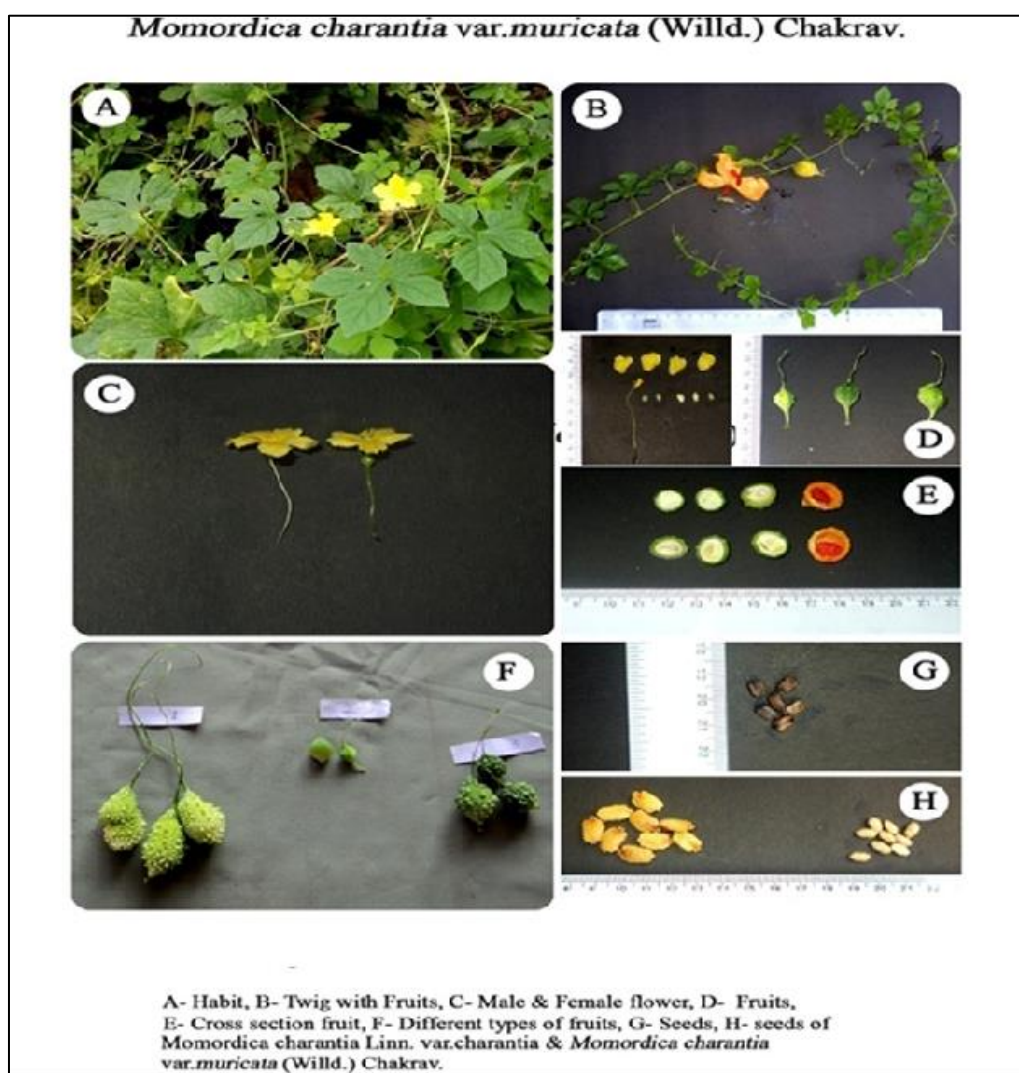 Momordica charantia var.muricata (Willd.) Chakrav.
A
B
C
D
E
F
G
H
A- Habit, B- Twig with Fruits, C- Male & Female flower, D- Fruits,
E- Cross section fruit, F- Different types of fruits, G- Seeds, H- seeds of
Momordica charantia Linn. var.charantia & Momordica charantia
var.muricata (Willd.) Chakrav.